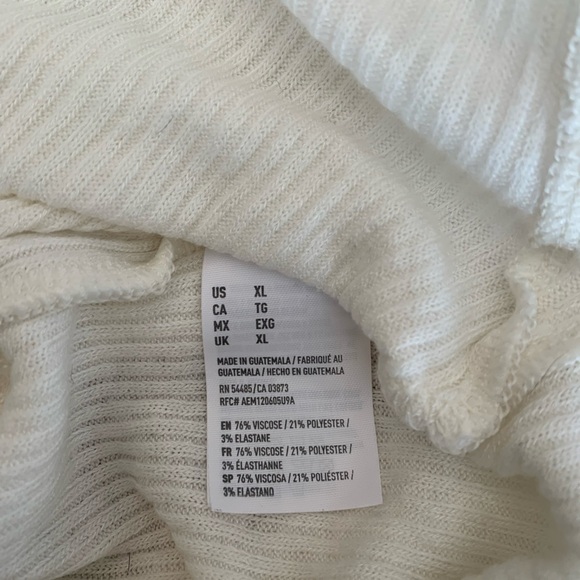 US XL
CA TG
MX EXG
UK XL
MADE IN GUATEMALA / FABRIQUÉ AU
GUATEMALA / HECHO EN GUATEMALA
RN 54485/CA 03873
RFC# AEM120605U9A
EN 76% VISCOSE / 21% POLYESTER /
3% ELASTANE
FR 76% VISCOSE / 21% POLYESTER /
3% ÉLASTHANNE
SP 76% VISCOSA / 21% POLIÉSTER /
3% ELASTANO